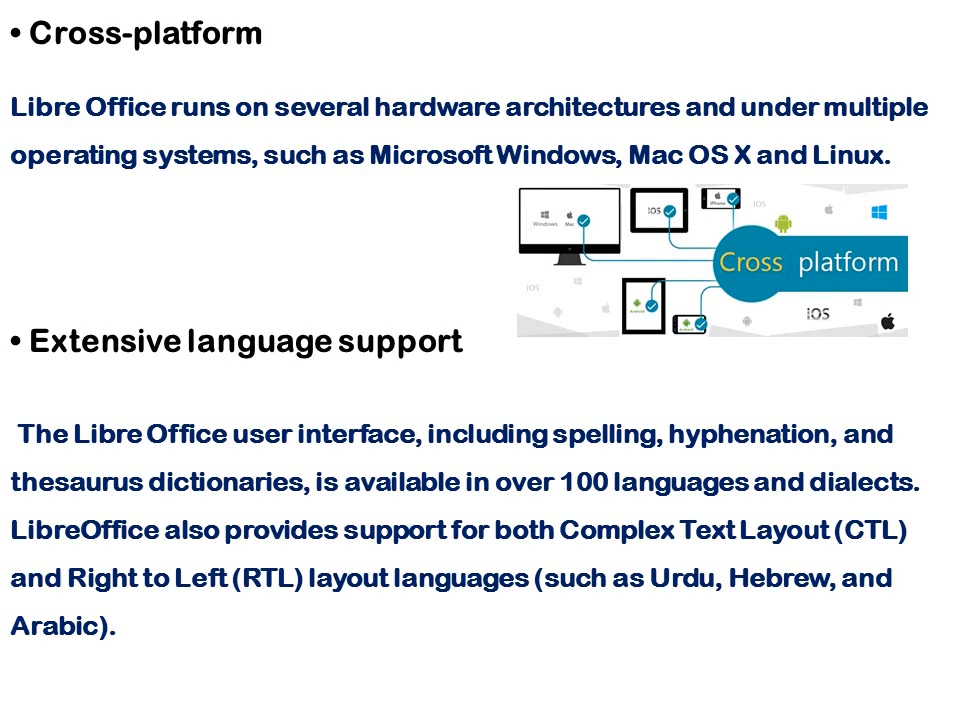 • Cross-platform
Libre Office runs on several hardware architectures and under multiple
operating systems, such as Microsoft Windows, Mac OS X and Linux.
Windows Mac
iOS
iPhone
iOS
Cross platform
iOS
Android
Android
iOS
• Extensive language support
The Libre Office user interface, including spelling, hyphenation, and
thesaurus dictionaries, is available in over 100 languages and dialects.
LibreOffice also provides support for both Complex Text Layout (CTL)
and Right to Left (RTL) layout languages (such as Urdu, Hebrew, and
Arabic).